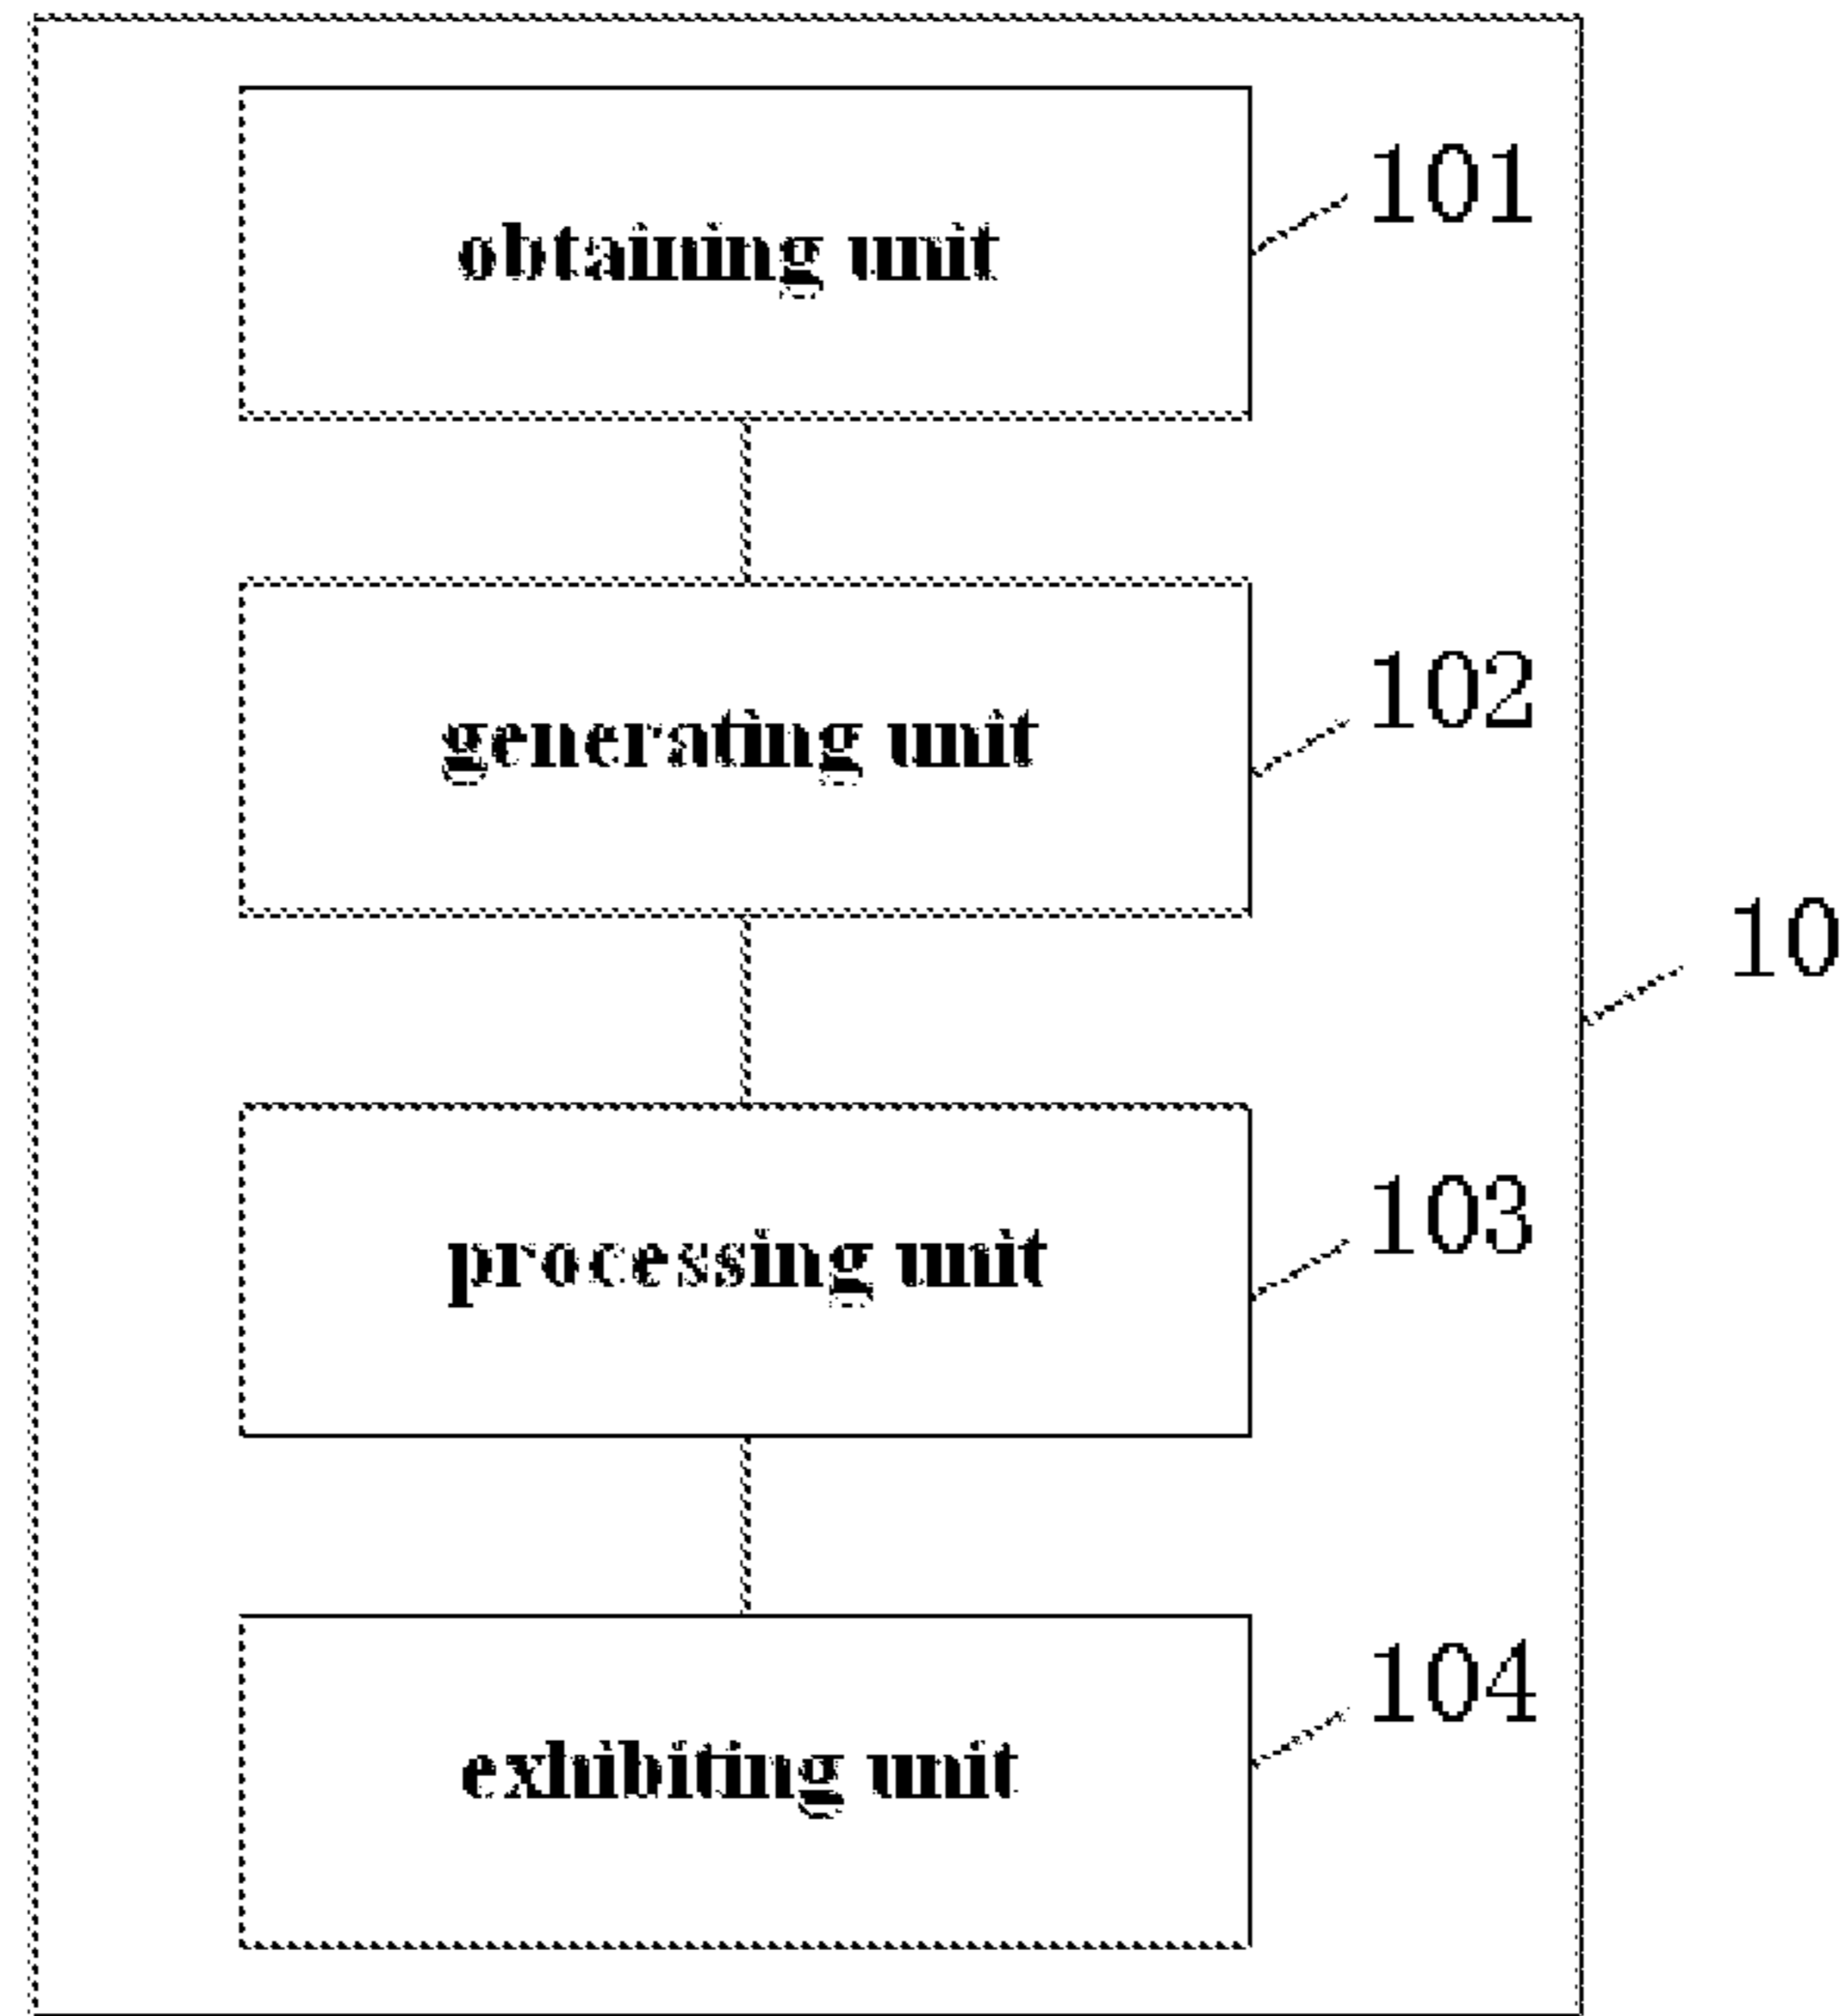 101
obtaining unit
102
generating unit
10
103
processing unit
104
exhibiting unit